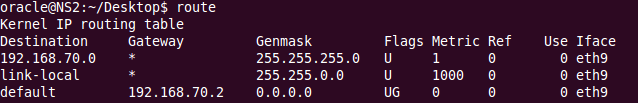 oracle@NS2:~/Desktop$ route
Kernel IP routing table
Destination     Gateway         Genmask         Flags Metric Ref    Use Iface
192.168.70.0    *               255.255.255.0   U     1      0        0 eth9
link-local      *               255.255.0.0     U     1000   0        0 eth9
default         192.168.70.2    0.0.0.0         UG    0      0        0 eth9